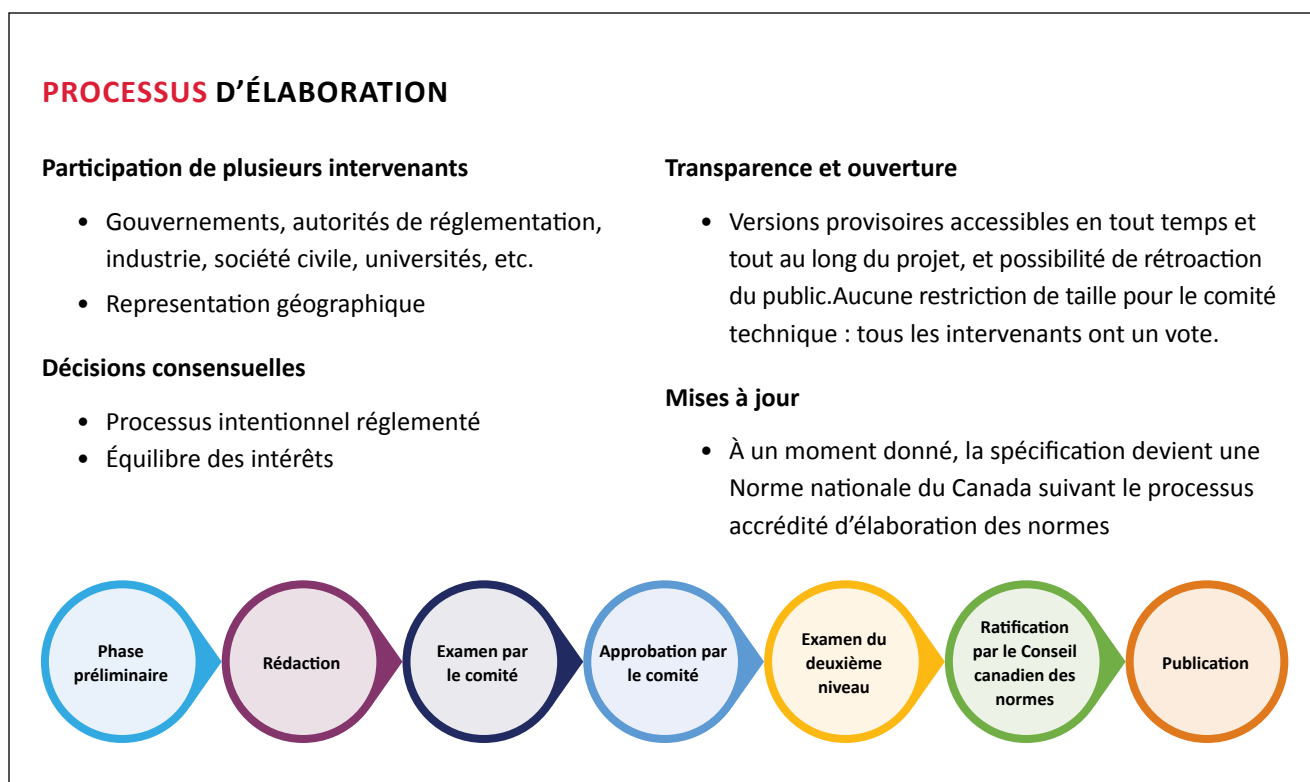 PROCESSUS D’ÉLABORATION
Participation de plusieurs intervenants
• Gouvernements, autorités de réglementation,
industrie, société civile, universités, etc.
• Representation géographique
Décisions consensuelles
• Processus intentionnel réglementé
• Équilibre des intérêts
Transparence et ouverture
• Versions provisoires accessibles en tout temps et
tout au long du projet, et possibilité de rétroaction
du public.Aucune restriction de taille pour le comité
technique : tous les intervenants ont un vote.
Mises à jour
• À un moment donné, la spécification devient une
Norme nationale du Canada suivant le processus
accrédité d’élaboration des normes
Phase
préliminaire
Rédaction
Examen par
le comité
Approbation par
le comité
Examen du
deuxième
niveau
Ratification
par le Conseil
canadien des
normes
Publication